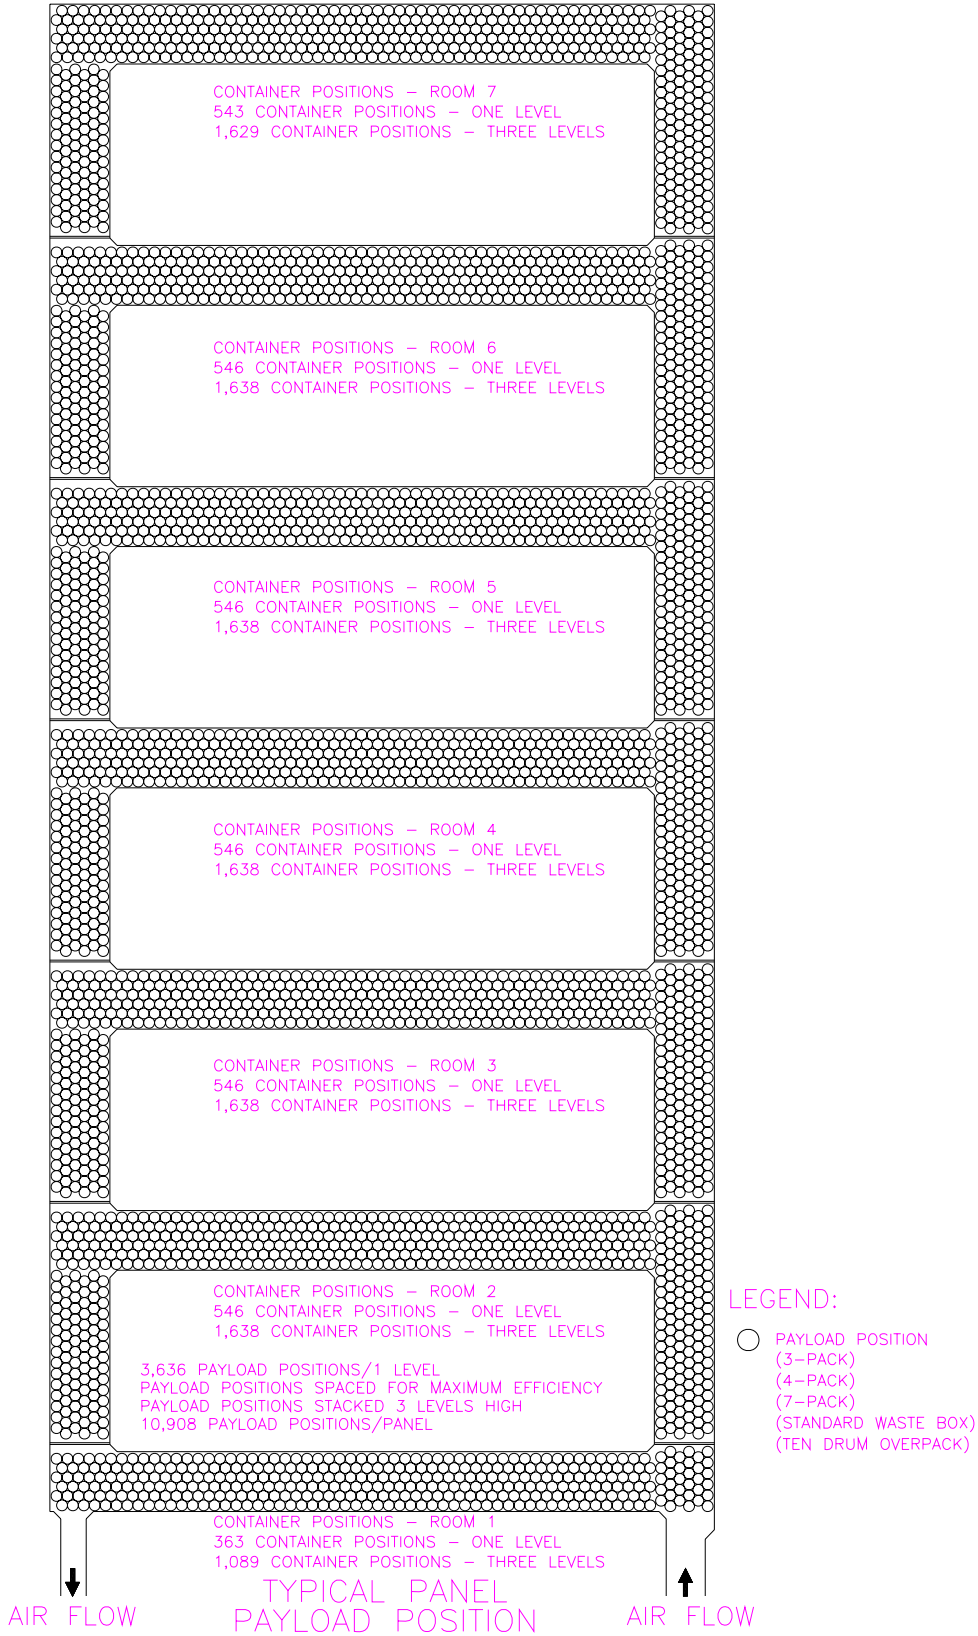 CONTAINER POSITIONS – ROOM 7
543 CONTAINER POSITIONS – ONE LEVEL
1,629 CONTAINER POSITIONS – THREE LEVELS
CONTAINER POSITIONS – ROOM 6
546 CONTAINER POSITIONS – ONE LEVEL
1,638 CONTAINER POSITIONS – THREE LEVELS
CONTAINER POSITIONS – ROOM 5
546 CONTAINER POSITIONS – ONE LEVEL
1,638 CONTAINER POSITIONS – THREE LEVELS
CONTAINER POSITIONS – ROOM 4
546 CONTAINER POSITIONS – ONE LEVEL
1,638 CONTAINER POSITIONS – THREE LEVELS
CONTAINER POSITIONS – ROOM 3
546 CONTAINER POSITIONS – ONE LEVEL
1,638 CONTAINER POSITIONS – THREE LEVELS
CONTAINER POSITIONS – ROOM 2
546 CONTAINER POSITIONS – ONE LEVEL
1,638 CONTAINER POSITIONS – THREE LEVELS
3,636 PAYLOAD POSITIONS/1 LEVEL
PAYLOAD POSITIONS SPACED FOR MAXIMUM EFFICIENCY
PAYLOAD POSITIONS STACKED 3 LEVELS HIGH
10,908 PAYLOAD POSITIONS/PANEL
LEGEND:
PAYLOAD POSITION
(3–PACK)
(4–PACK)
(7–PACK)
(STANDARD WASTE BOX)
(TEN DRUM OVERPACK)
CONTAINER POSITIONS – ROOM 1
363 CONTAINER POSITIONS – ONE LEVEL
1,089 CONTAINER POSITIONS – THREE LEVELS
TYPICAL PANEL
PAYLOAD POSITION
AIR FLOW
AIR FLOW